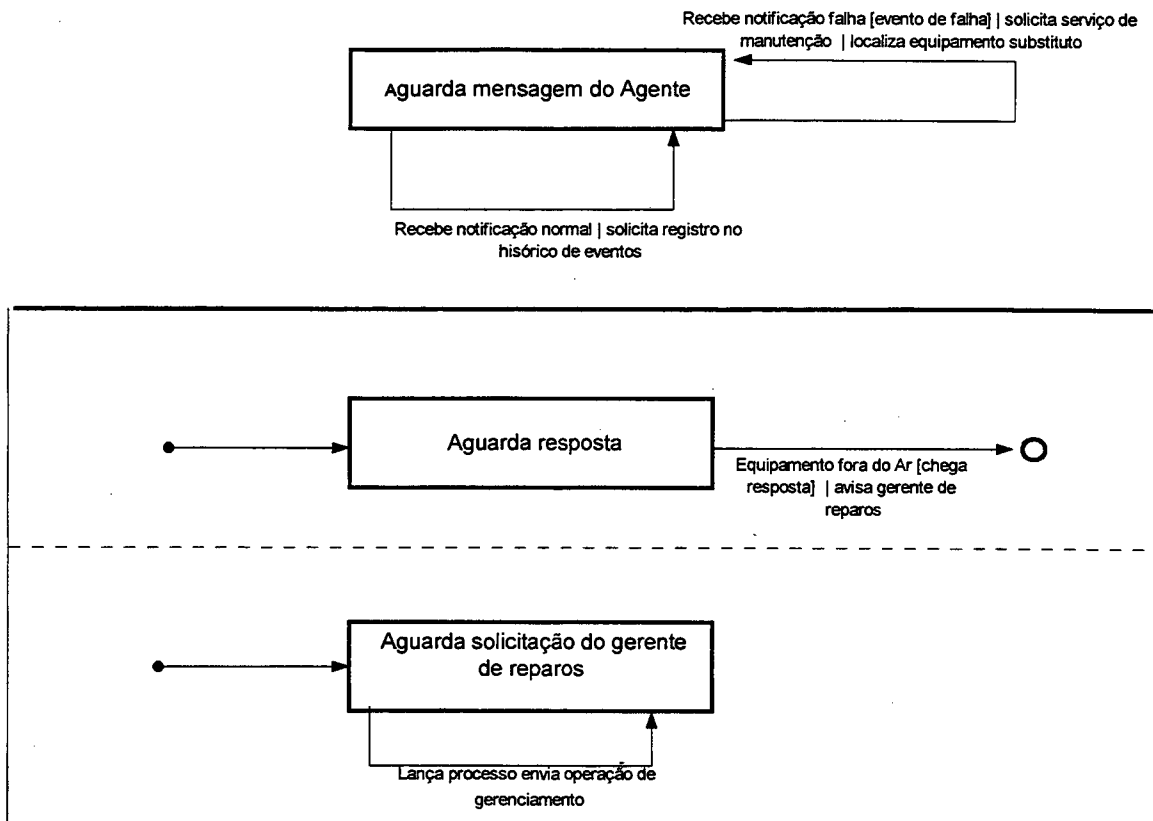 Recebe notificação falha [evento de falha] | solicita serviço de
manutenção | localiza equipamento substituto
Aguarda mensagem do Agente
Recebe notificação normal | solicita registro no
hisórico de eventos
Aguarda resposta
Equipamento fora do Ar [chega
resposta] | avisa gerente de
reparos
Aguarda solicitação do gerente
de reparos
Lança processo envia operação de
gerenciamento